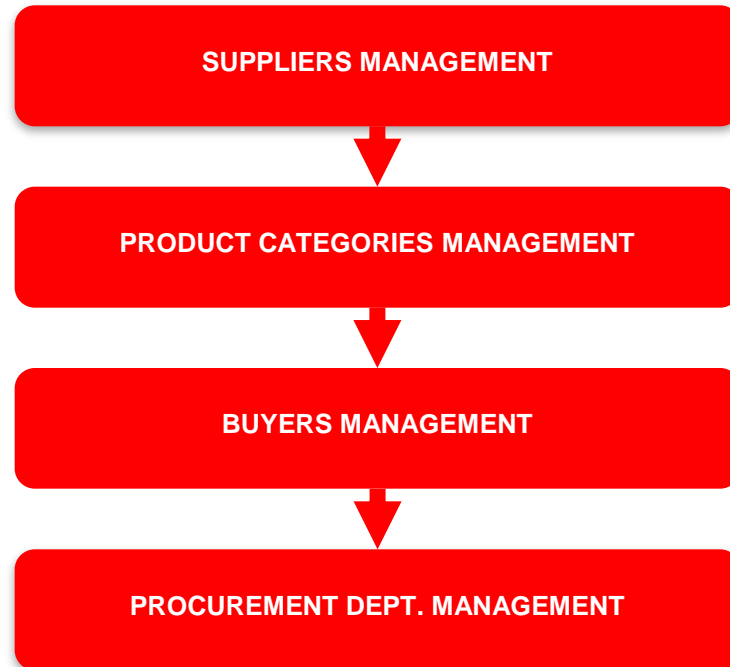 SUPPLIERS MANAGEMENT
PRODUCT CATEGORIES MANAGEMENT
BUYERS MANAGEMENT
PROCUREMENT DEPT. MANAGEMENT